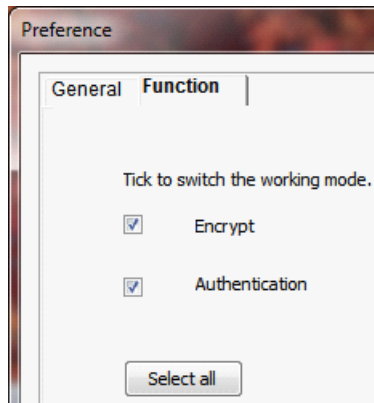 Preference
General Function
Tick to switch the working mode.
Encrypt
Authentication
Select all